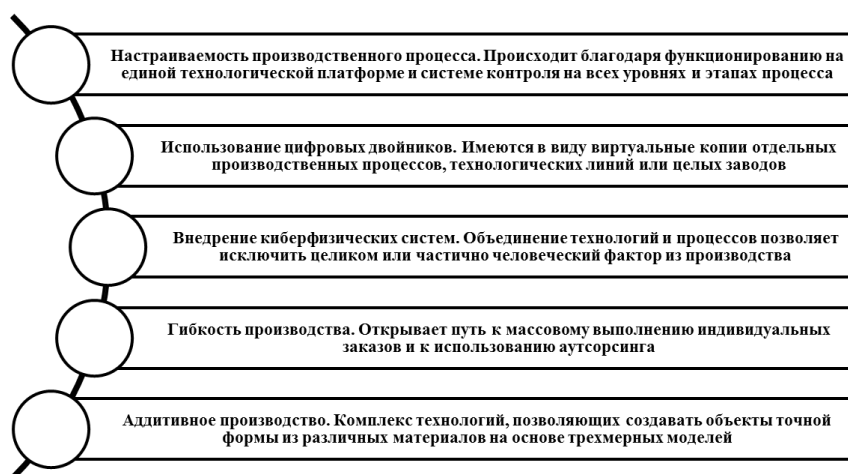 Настраиваемость производственного процесса. Происходит благодаря функционированию на
единой технологической платформе и системе контроля на всех уровнях и этапах процесса
Использование цифровых двойников. Имеются в виду виртуальные копии отдельных
производственных процессов, технологических линий или целых заводов
Внедрение киберфизических систем. Объединение технологий и процессов позволяет
исключить целиком или частично человеческий фактор из производства
Гибкость производства. Открывает путь к массовому выполнению индивидуальных
заказов и к использованию аутсорсинга
Аддитивное производство. Комплекс технологий, позволяющих создавать объекты точной
формы из различных материалов на основе трехмерных моделей